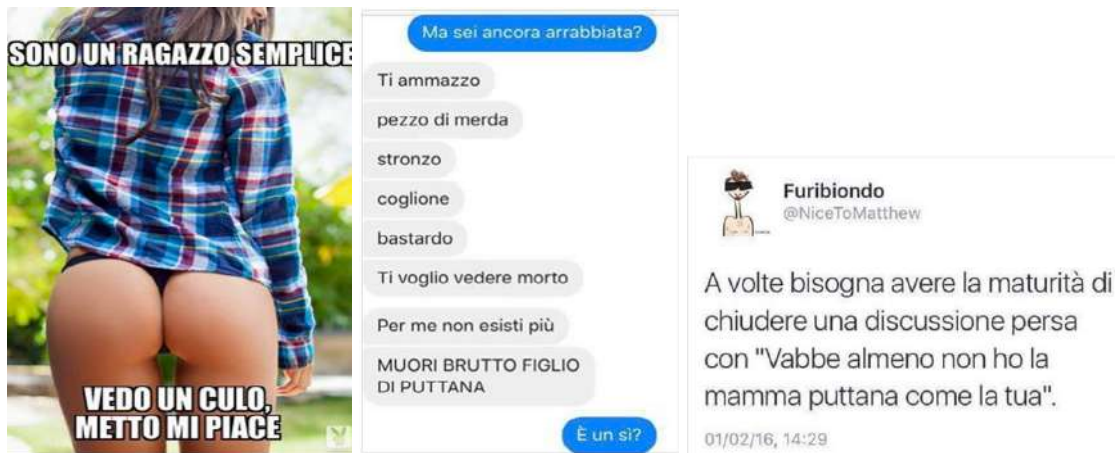 SONO UN RAGAZZO SEMPLICE
VEDO UN CULO,
METTO MI PIACE
Ma sei ancora arrabbiata?
Ti ammazzo
pezzo di merda
stronzo
coglione
bastardo
Ti voglio vedere morto
Per me non esisti più
MUORI BRUTTO FIGLIO
DI PUTTANA
È un sì?
Furibiondo
@NiceToMatthew
A volte bisogna avere la maturità di
chiudere una discussione persa
con "Vabbe almeno non ho la
mamma puttana come la tua".
01/02/16, 14:29